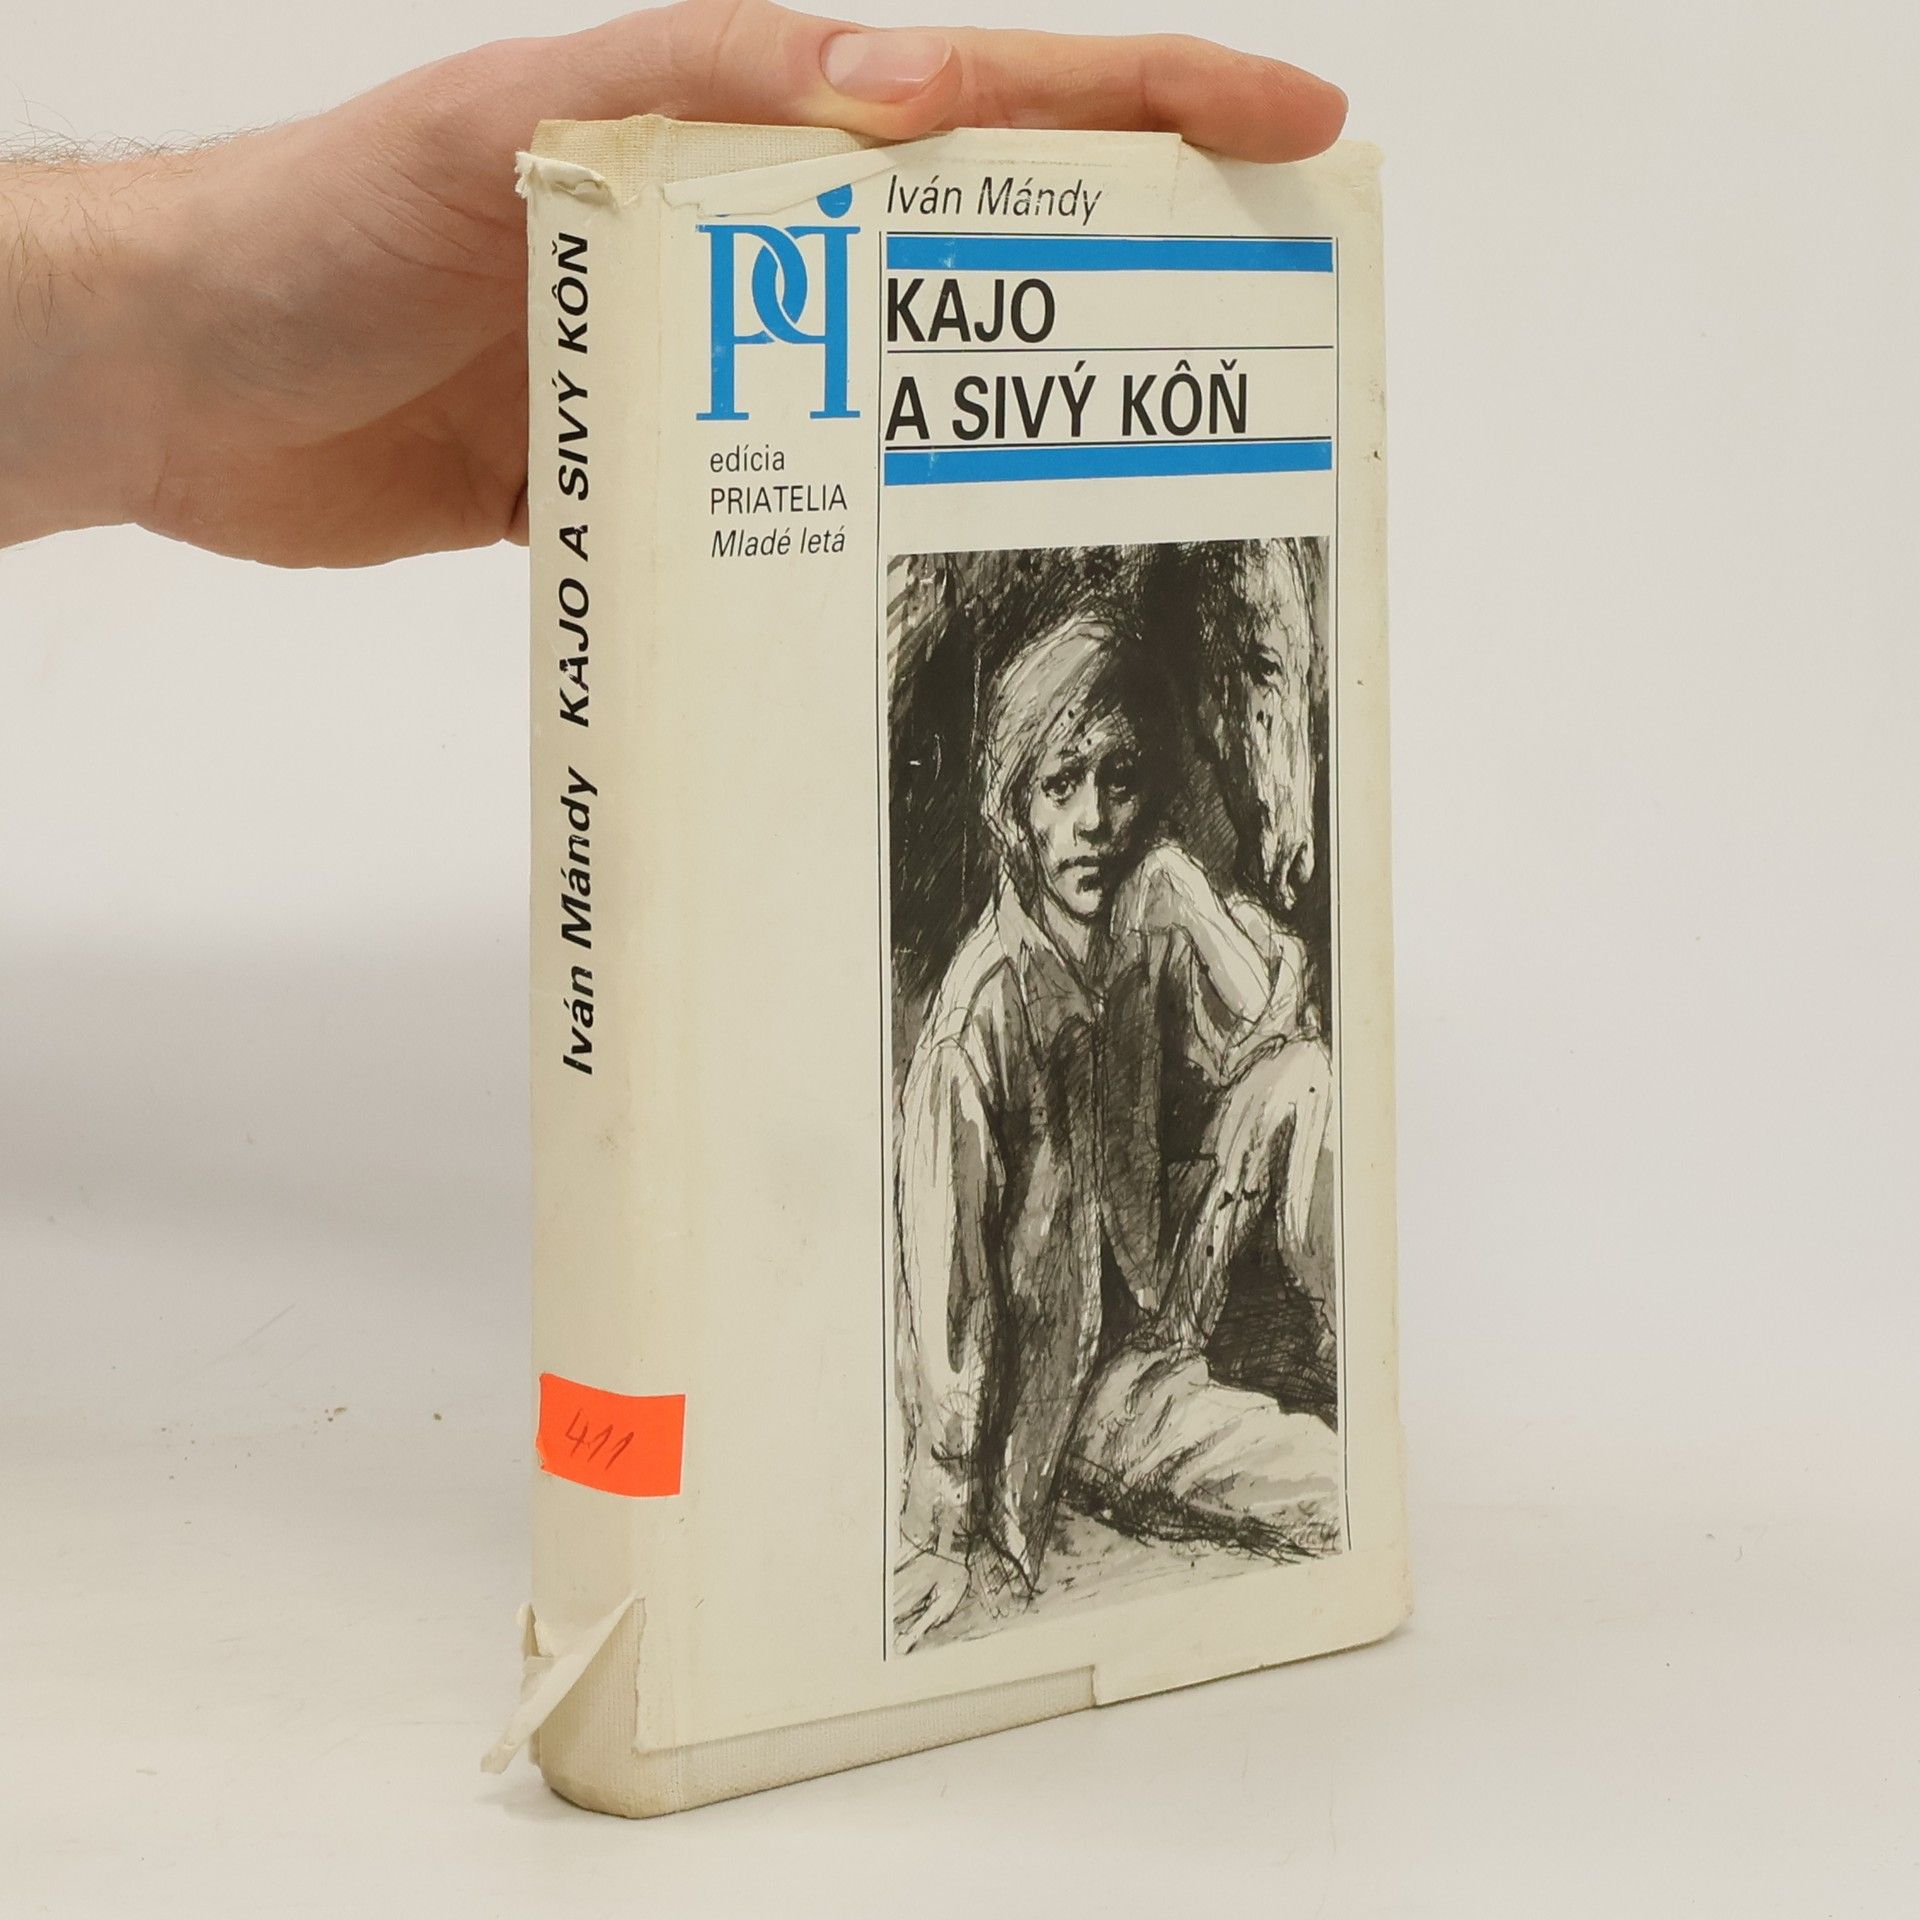 Iván Mándy
KAJO
A SIVÝ KÔŇ
edícia
PRIATELIA
Mladé letá
Iván Mándy KAJO A SIVÝ KÔŇ
411